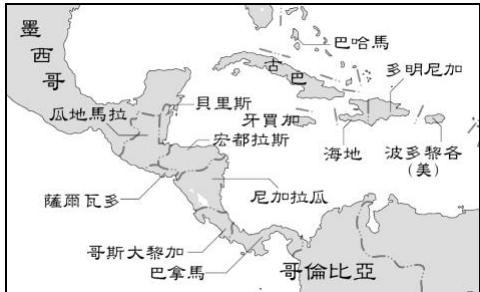 墨西哥
巴哈馬
古巴
多明尼加
貝里斯
瓜地馬拉
牙買加
宏都拉斯
海地
波多黎各
(美)
薩爾瓦多
尼加拉瓜
哥斯大黎加
巴拿馬
哥倫比亞